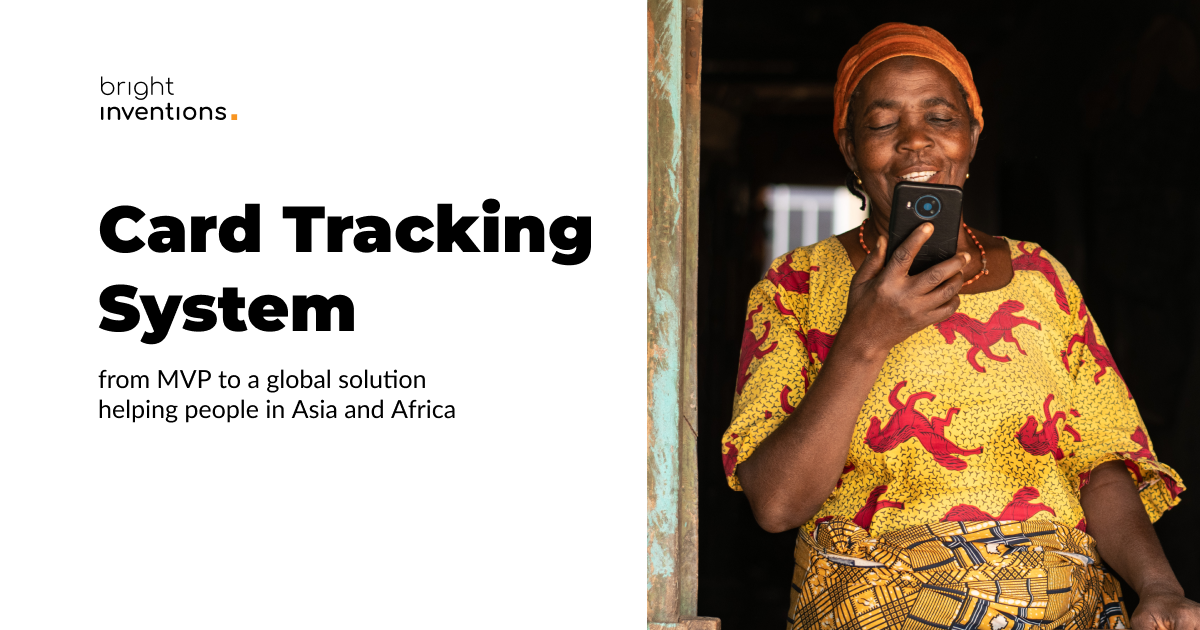 bright
inventions.
Card Tracking
System
from MVP to a global solution
helping people in Asia and Africa